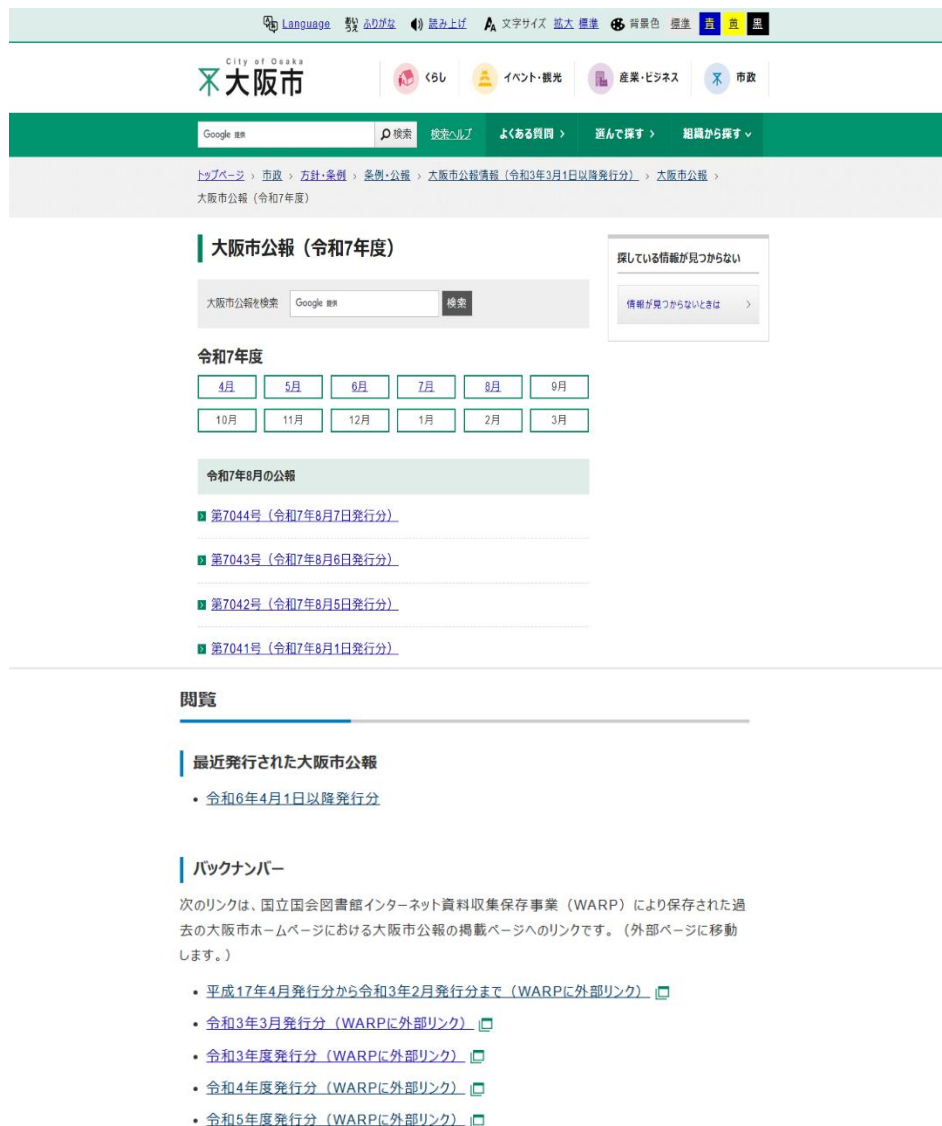 Language ふりがな 読み上げ 文字サイズ 拡大 標準 背景色 標準 青 黄 黒
City of Osaka
大阪市
くらし イベント・観光 産業・ビジネス 市政
Google 提供 検索 検索ヘルプ よくある質問 選んで探す 組織から探す
トップページ › 市政 › 方針・条例 › 条例・公報 › 大阪市公報情報（令和3年3月1日以降発行分） › 大阪市公報 ›
大阪市公報（令和7年度）
大阪市公報（令和7年度）
探している情報が見つからない
大阪市公報を検索 Google 提供 検索
情報が見つからないときは
令和7年度
4月 5月 6月 7月 8月 9月
10月 11月 12月 1月 2月 3月
令和7年8月の公報
第7044号（令和7年8月7日発行分）
第7043号（令和7年8月6日発行分）
第7042号（令和7年8月5日発行分）
第7041号（令和7年8月1日発行分）
閲覧
最近発行された大阪市公報
• 令和6年4月1日以降発行分
バックナンバー
次のリンクは、国立国会図書館インターネット資料収集保存事業（WARP）により保存された過
去の大阪市ホームページにおける大阪市公報の掲載ページへのリンクです。（外部ページに移動
します。）
• 平成17年4月発行分から令和3年2月発行分まで（WARPに外部リンク）
• 令和3年3月発行分（WARPに外部リンク）
• 令和3年度発行分（WARPに外部リンク）
• 令和4年度発行分（WARPに外部リンク）
• 令和5年度発行分（WARPに外部リンク）